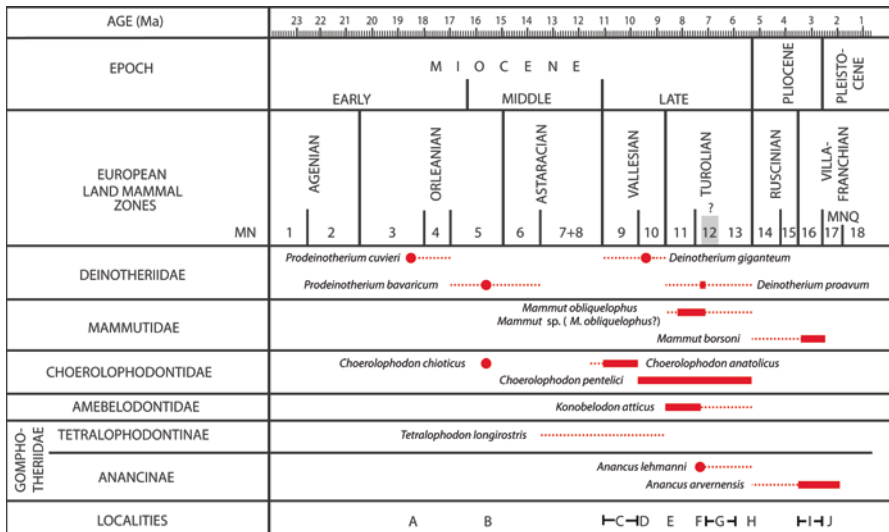 AGE (Ma) 23 22 21 20 19 18 17 16 15 14 13 12 11 10 9 8 7 6 5 4 3 2 1
EPOCH
M I O C E N E
EARLY MIDDLE LATE
PLIOCENE
PLEISTO-
CENE
EUROPEAN
LAND MAMMAL
ZONES
AGENIAN
ORLEANIAN
ASTARACIAN
VALLESIAN
TUROLIAN
?
RUSCINIAN
VILLA-
FRANCHIAN
MNQ
MN 1 2 3 4 5 6 7+8 9 10 11 12 13 14 15 16 17 18
DEINOTHERIIDAE
Prodeinotherium cuvieri
Deinotherium giganteum
Prodeinotherium bavaricum
Deinotherium proavum
MAMMUTIDAE
Mammut obliquelophus
Mammut sp. ( M. obliquelophus?)
Mammut borsoni
CHOEROLOPHODONTIDAE
Choerolophodon chioticus
Choerolophodon anatolicus
Choerolophodon pentelici
AMEBELODONTIDAE
Konobelodon atticus
GOMPHO-
THERIIDAE
TETRALOPHODONTINAE
Tetralophodon longirostris
ANANCINAE
Anancus lehmanni
Anancus arvernensis
LOCALITIES A B C D E F G H I J